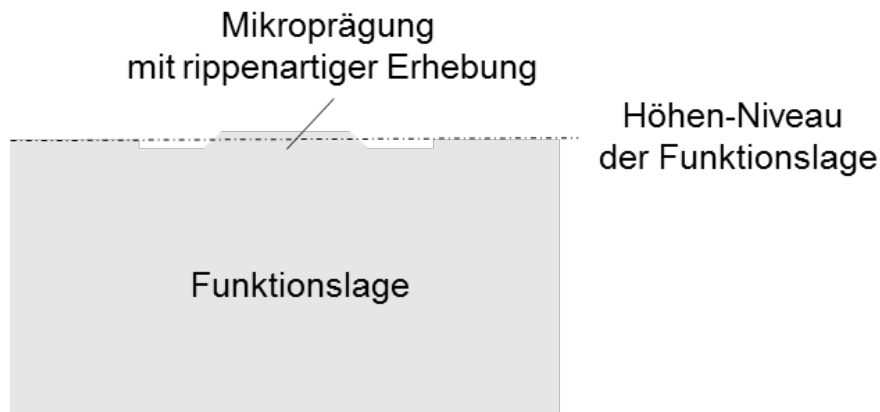 Mikroprägung
mit rippenartiger Erhebung
Höhen-Niveau
der Funktionslage
Funktionslage